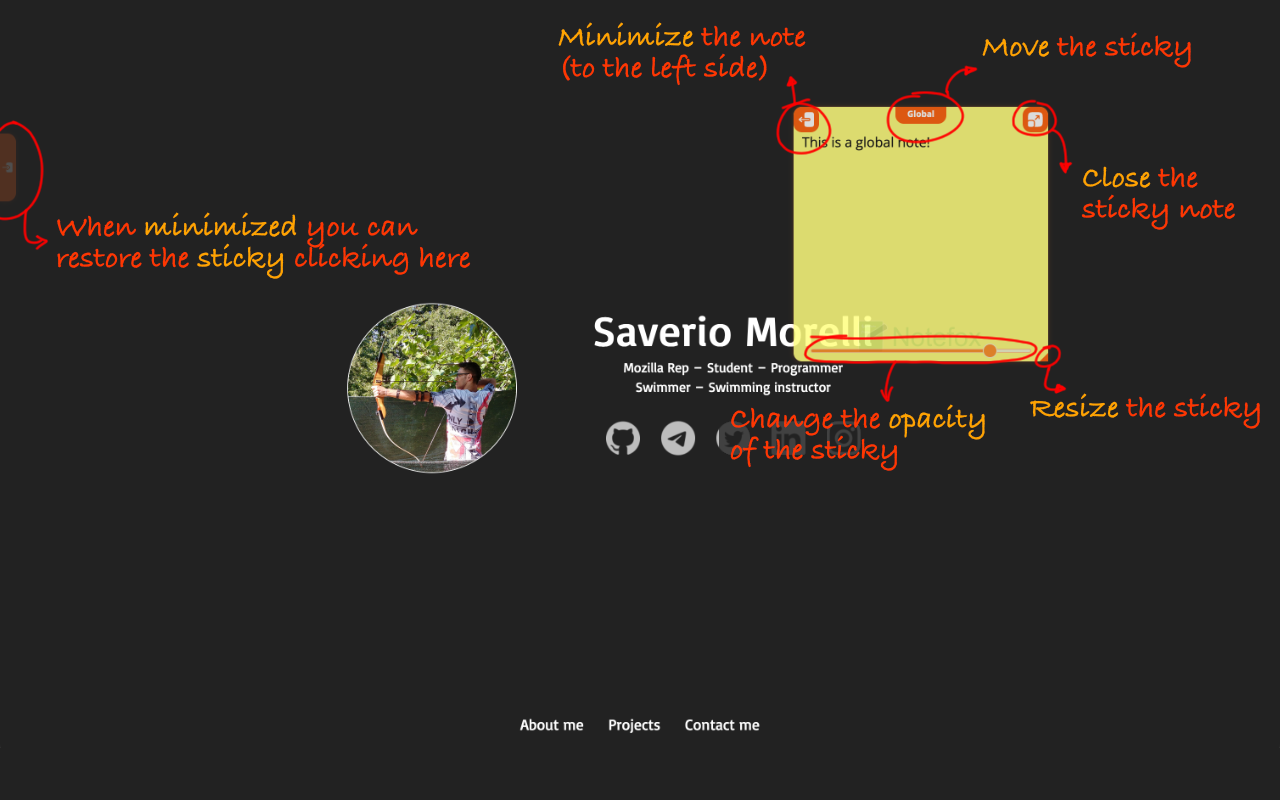 Minimize the note
(to the left side)
Move the sticky
Global
This is a global note!
Close the
sticky note
When minimized you can
restore the sticky clicking here
Saverio Morelli
Notefox
Mozilla Rep – Student – Programmer
Swimmer – Swimming instructor
Resize the sticky
Change the opacity
of the sticky
About me
Projects
Contact me